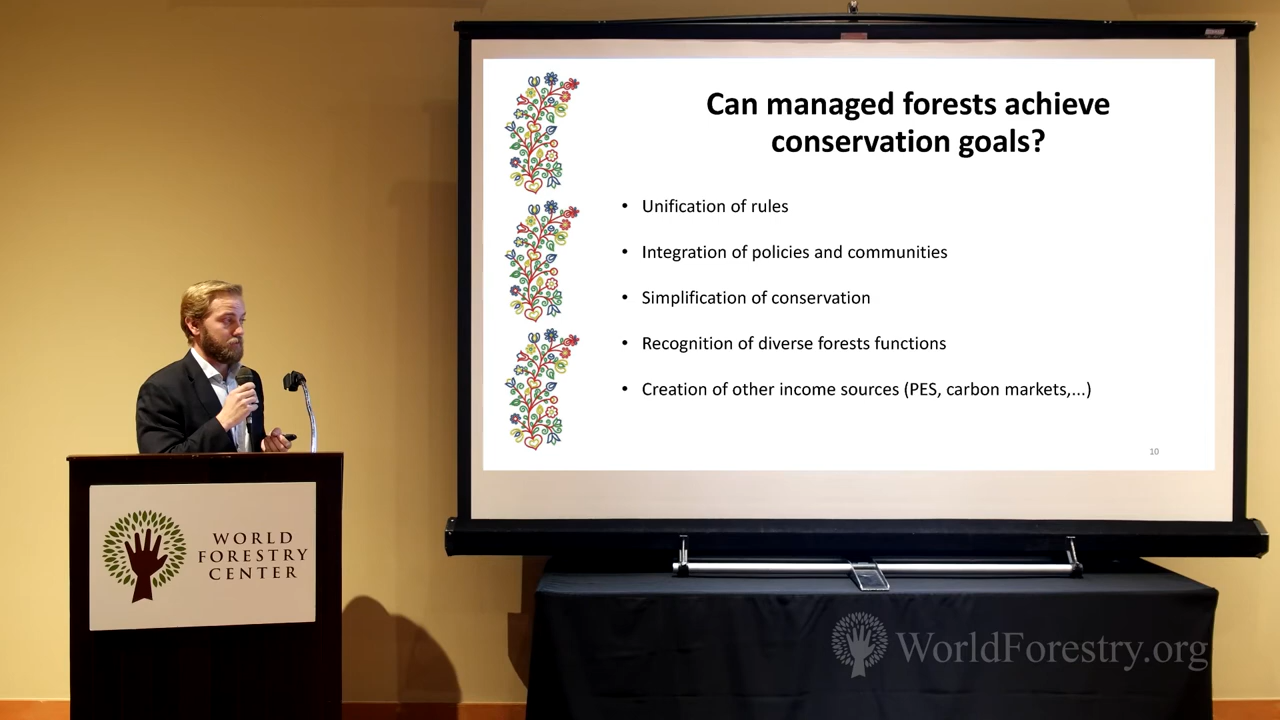 Can managed forests achieve
conservation goals?
• Unification of rules
• Integration of policies and communities
• Simplification of conservation
• Recognition of diverse forests functions
• Creation of other income sources (PES, carbon markets,...)
10
WORLD
FORESTRY
CENTER
WorldForestry.org